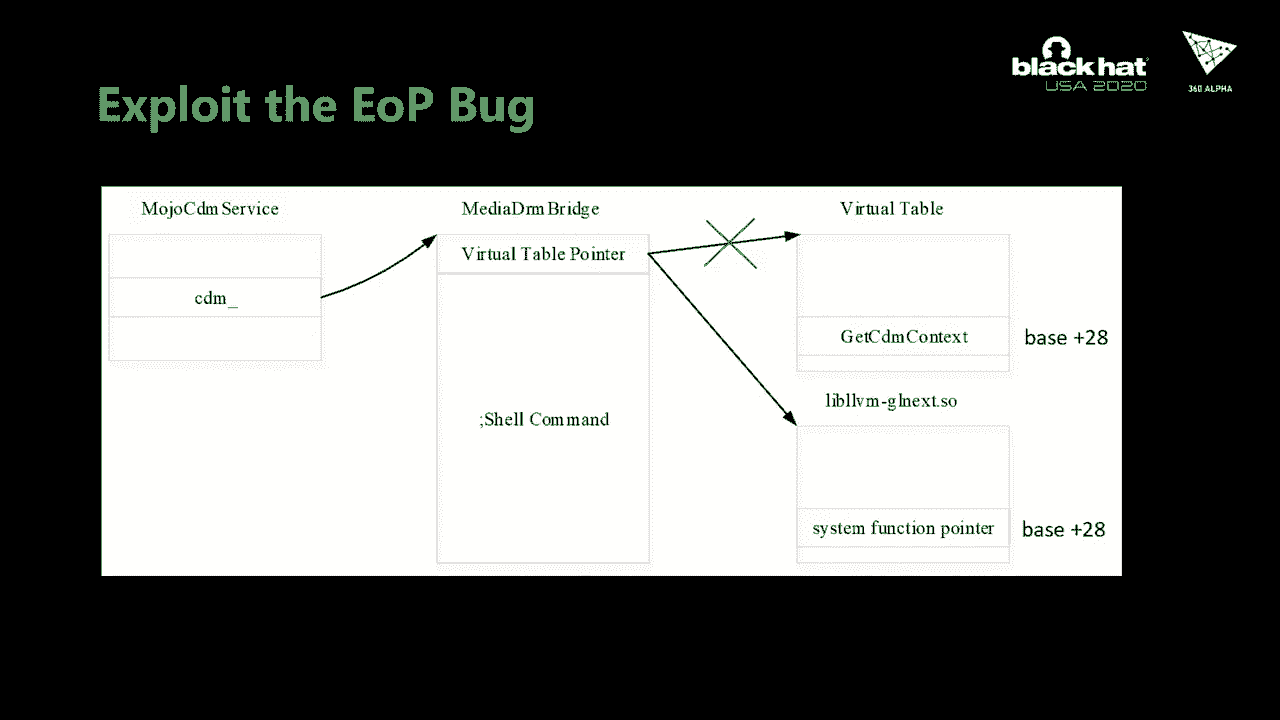 black hat
USA 2020
360 ALPHA
Exploit the EoP Bug
MojoCdmService
MediaDrmBridge
Virtual Table
Virtual Table Pointer
cdm_
GetCdmContext
base +28
libllvm-glnext.so
;Shell Command
system function pointer
base +28